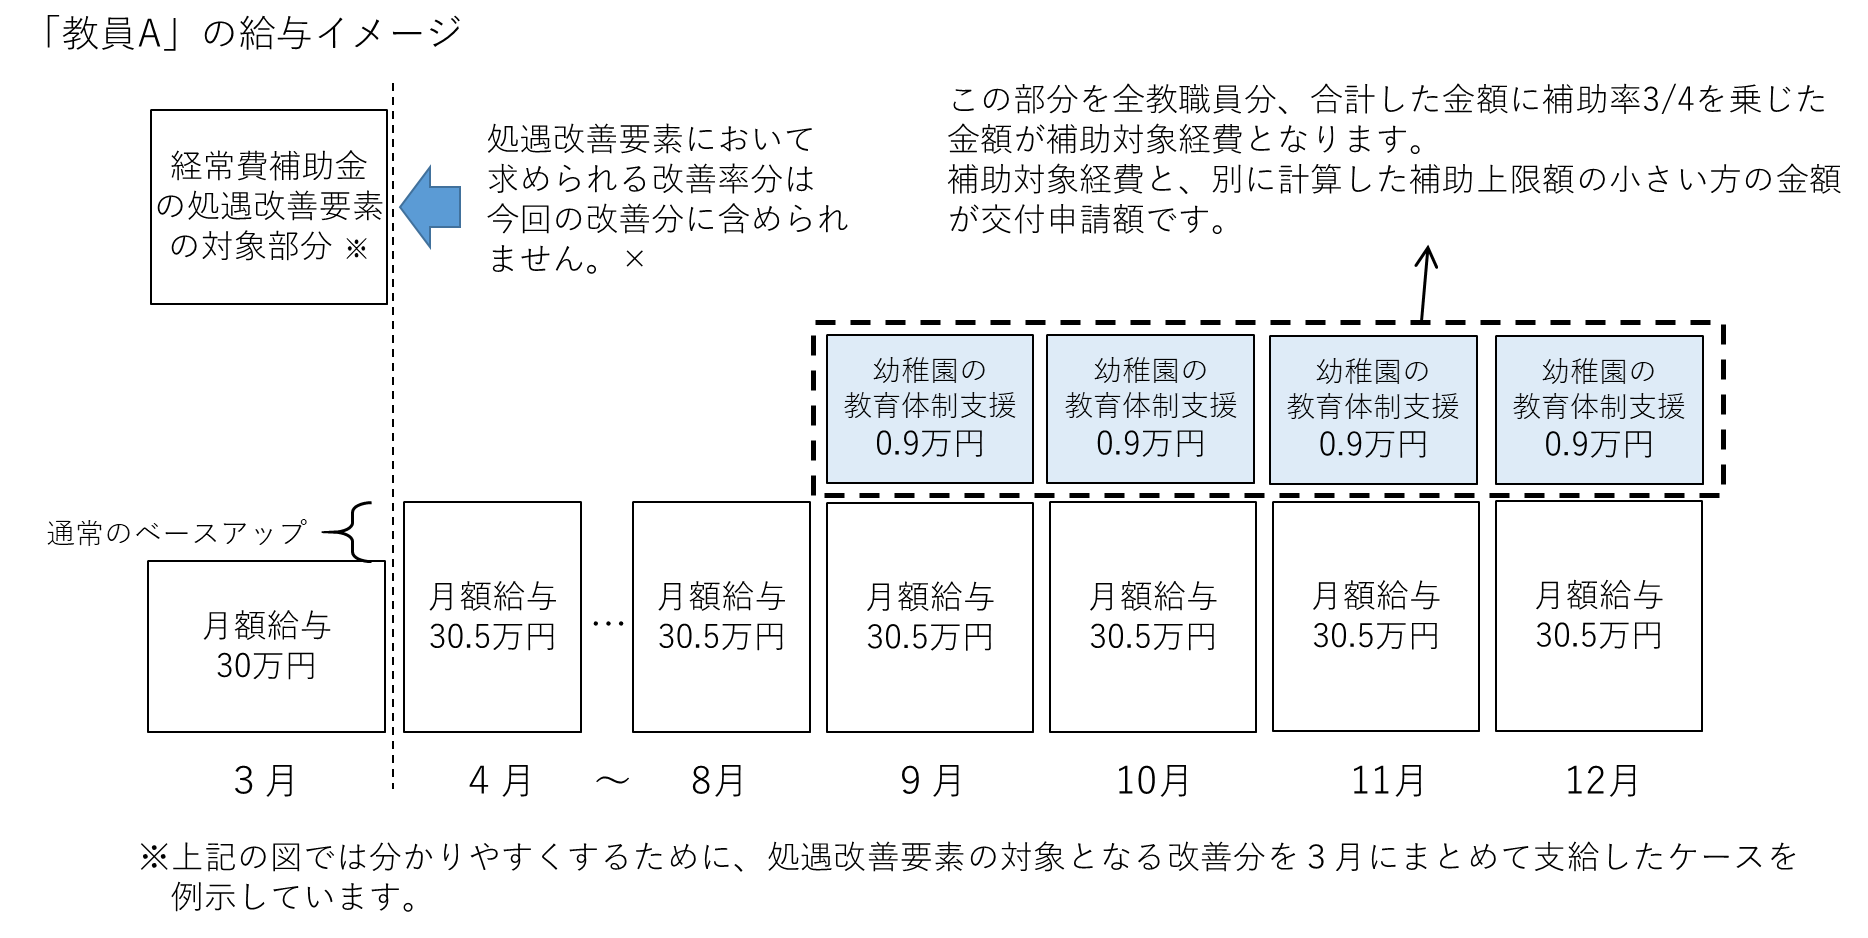 「教員A」の給与イメージ
経常費補助金
の処遇改善要素
の対象部分 ※
処遇改善要素において
求められる改善率分は
今回の改善分に含められ
ません。×
この部分を全教職員分、合計した金額に補助率3/4を乗じた
金額が補助対象経費となります。
補助対象経費と、別に計算した補助上限額の小さい方の金額
が交付申請額です。
幼稚園の
教育体制支援
0.9万円
幼稚園の
教育体制支援
0.9万円
幼稚園の
教育体制支援
0.9万円
幼稚園の
教育体制支援
0.9万円
通常のベースアップ
月額給与
30万円
月額給与
30.5万円
…
月額給与
30.5万円
月額給与
30.5万円
月額給与
30.5万円
月額給与
30.5万円
月額給与
30.5万円
3月
4月
～
8月
9月
10月
11月
12月
※上記の図では分かりやすくするために、処遇改善要素の対象となる改善分を3月にまとめて支給したケースを
例示しています。